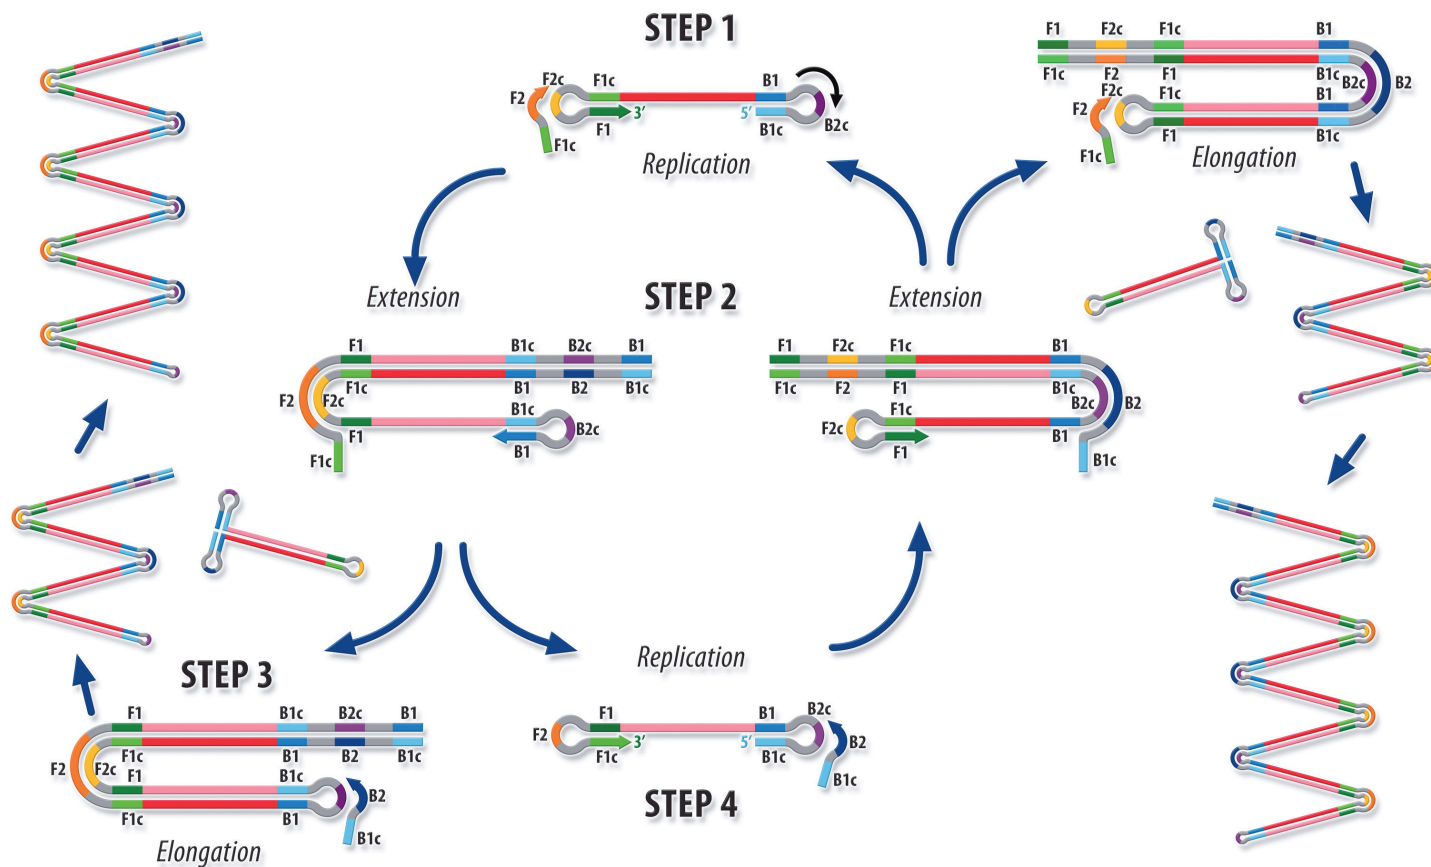 STEP 1
F2c F1c B1
F2
F1 3′ 5′ B1c B2c
F1c
Replication
F1 F2c F1c B1
F1c F2 F1 B1c B2c B2
F2 F2c F1c B1
F1 B1c
F1c
Elongation
Extension
STEP 2
Extension
F1 B1c B2c B1
F1c B1 B2 B1c
F2 F2c
B1c
F1 B2c
B1
F1c
F1 F2c F1c B1
F1c F2 F1 B1c
B2c B2
F1c
F2c B1
F1
B1c
STEP 3
F1 B1c B2c B1
F1c B1 B2 B1c
F2 F2c F1 B1c
B2
F1c B1
B1c
Elongation
Replication
F1 B1 B2c
F2
F1c 3′ 5′ B1c
B2
B1c
STEP 4